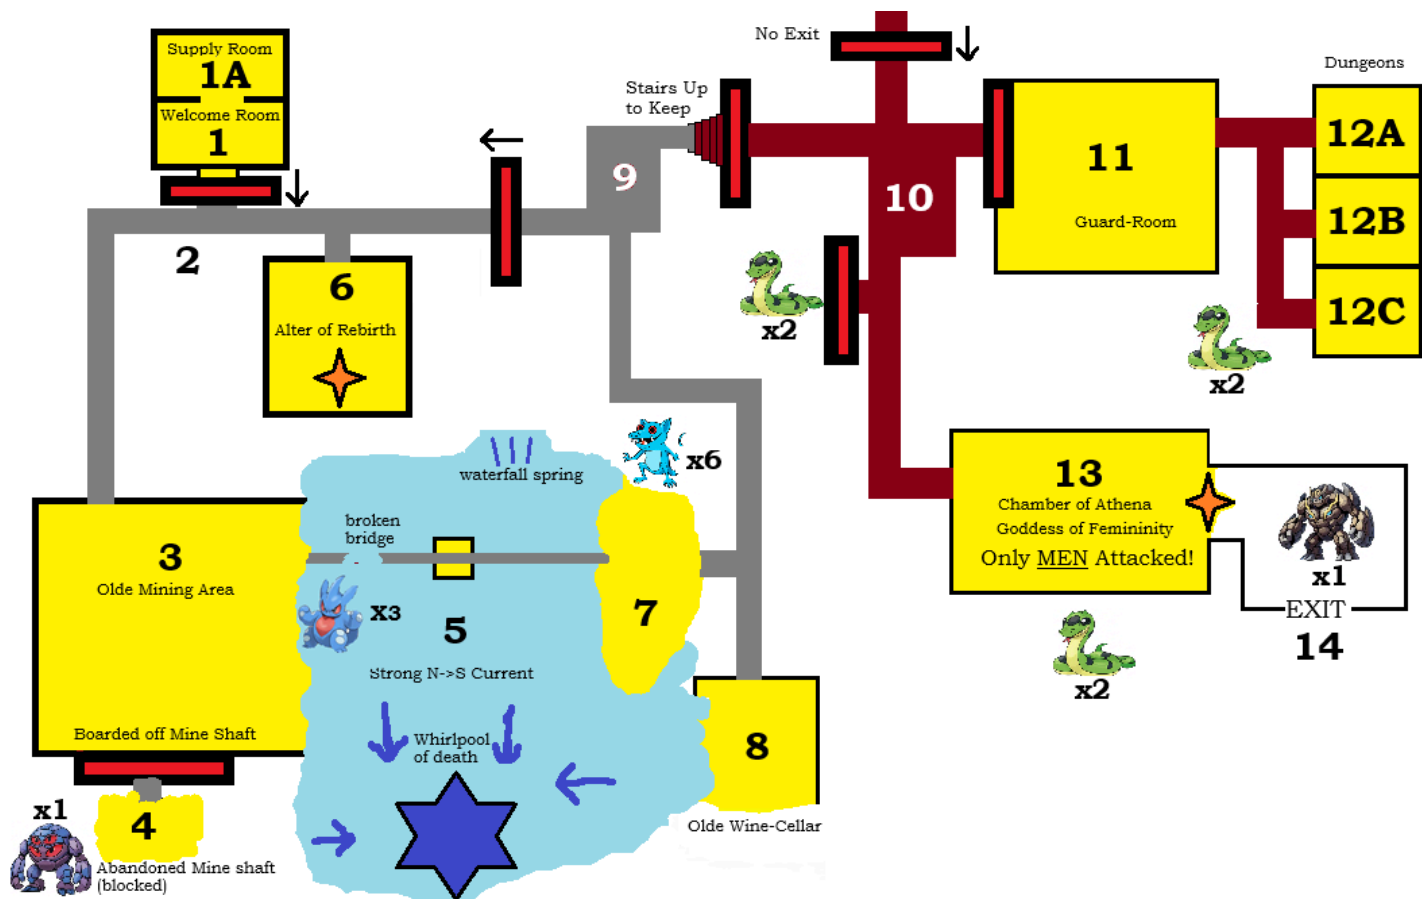 Supply Room
1A
Welcome Room
1
2
6
Alter of Rebirth
No Exit
Stairs Up
to Keep
9
10
11
Guard-Room
Dungeons
12A
12B
12C
x2
x2
waterfall spring
x6
broken
bridge
3
Olde Mining Area
x3
5
7
Strong N->S Current
Boarded off Mine Shaft
Whirlpool
of death
8
Olde Wine-Cellar
x1
4
Abandoned Mine shaft
(blocked)
13
Chamber of Athena
Goddess of Femininity
Only MEN Attacked!
x1
EXIT
14
x2